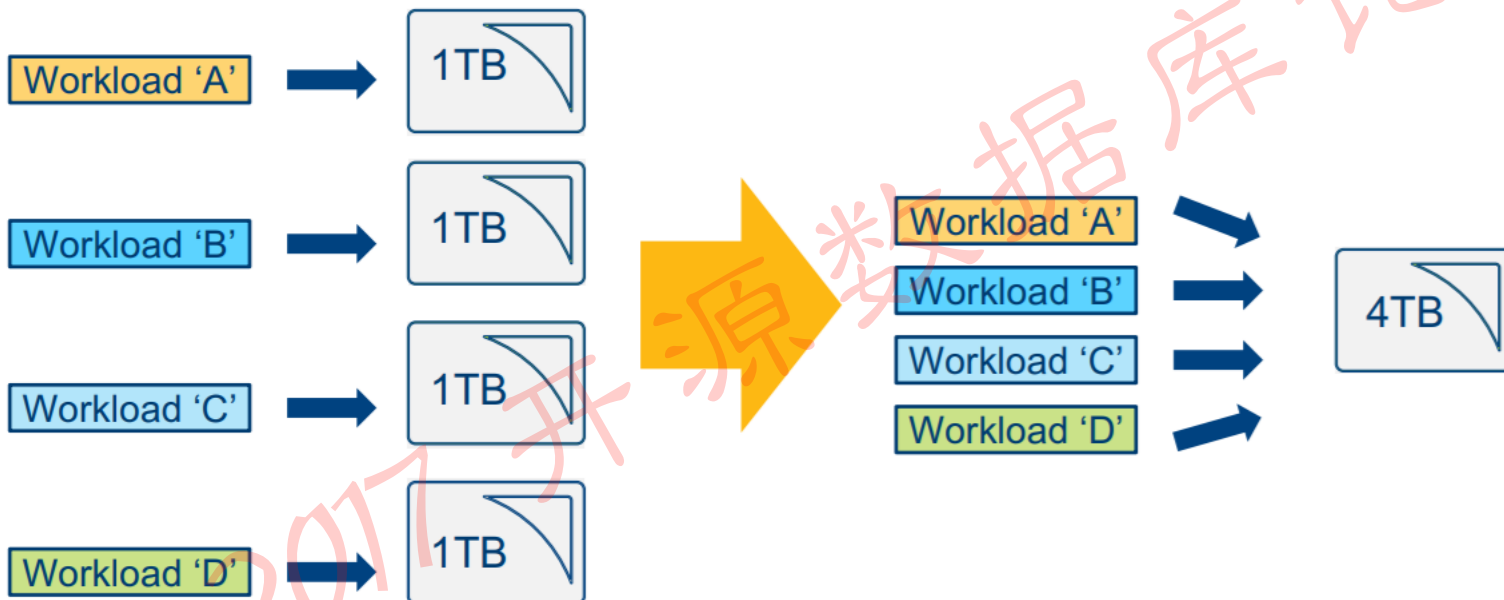 Workload ‘A’
1TB
Workload ‘B’
1TB
Workload ‘C’
1TB
Workload ‘D’
1TB
Workload ‘A’
Workload ‘B’
Workload ‘C’
Workload ‘D’
4TB
2017 开源数据库